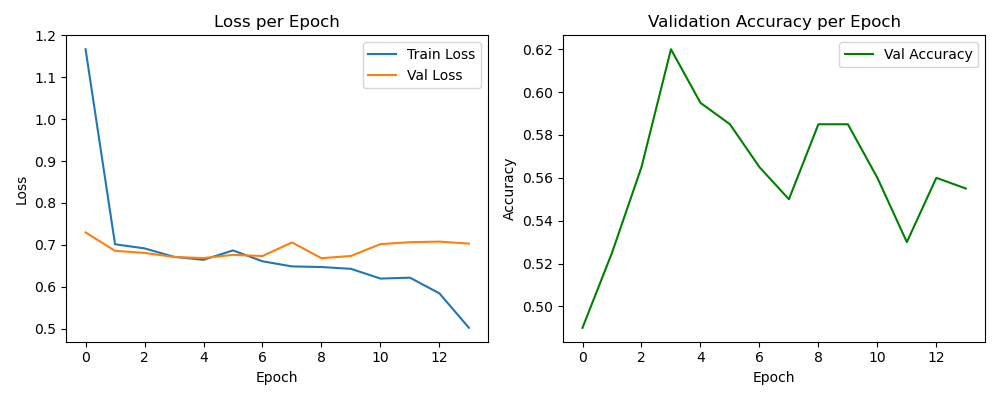 Loss per Epoch
Train Loss
Val Loss
Loss
1.2
1.1
1.0
0.9
0.8
0.7
0.6
0.5
0 2 4 6 8 10 12
Epoch
Validation Accuracy per Epoch
Val Accuracy
Accuracy
0.62
0.60
0.58
0.56
0.54
0.52
0.50
0 2 4 6 8 10 12
Epoch